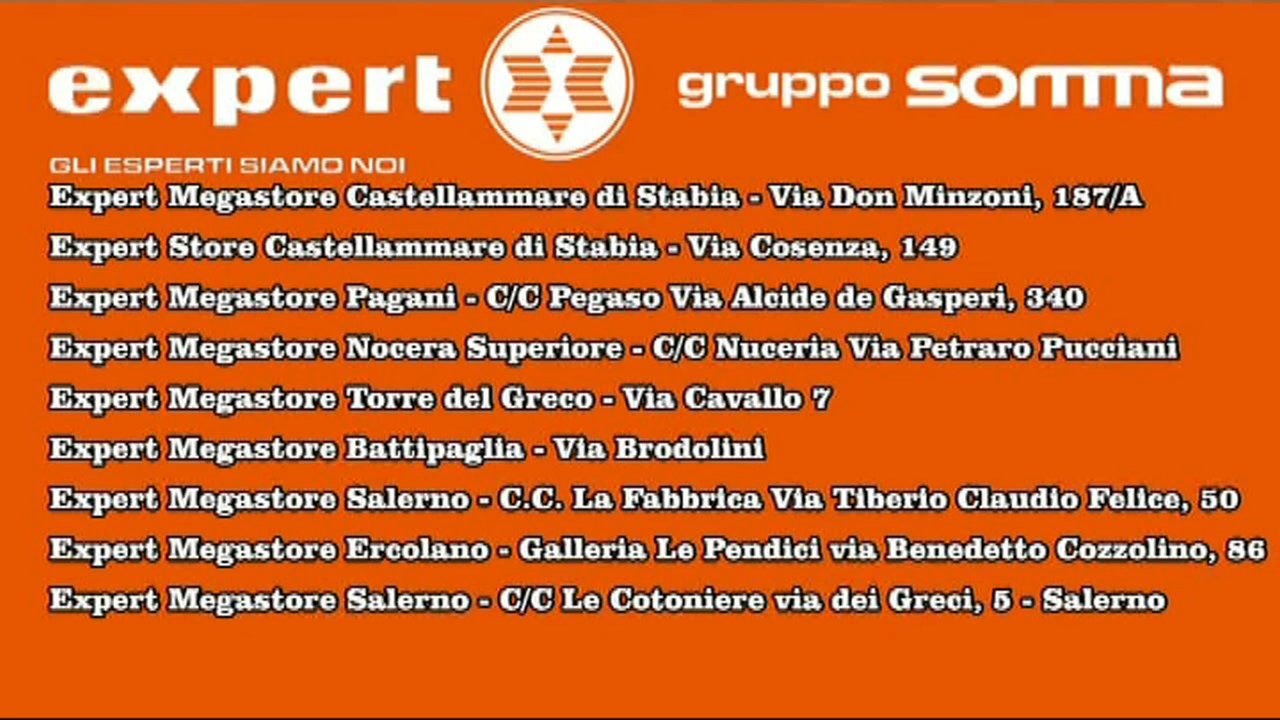 expert gruppo somma
GLI ESPERTI SIAMO NOI
Expert Megastore Castellammare di Stabia - Via Don Minzoni, 187/A
Expert Store Castellammare di Stabia - Via Cosenza, 149
Expert Megastore Pagani - C/C Pegaso Via Alcide de Gasperi, 340
Expert Megastore Nocera Superiore - C/C Nuceria Via Petraro Pucciani
Expert Megastore Torre del Greco - Via Cavallo 7
Expert Megastore Battipaglia - Via Brodolini
Expert Megastore Salerno - C.C. La Fabbrica Via Tiberio Claudio Felice, 50
Expert Megastore Ercolano - Galleria Le Pendici via Benedetto Cozzolino, 86
Expert Megastore Salerno - C/C Le Cotoniere via dei Greci, 5 - Salerno